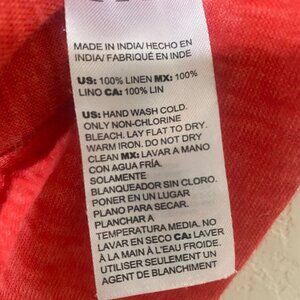 MADE IN INDIA/ HECHO EN
INDIA/ FABRIQUÉ EN INDE
US: 100% LINEN MX: 100%
LINO CA: 100% LIN
US: HAND WASH COLD.
ONLY NON-CHLORINE
BLEACH. LAY FLAT TO DRY.
WARM IRON. DO NOT DRY
CLEAN MX: LAVAR A MANO
CON AGUA FRÍA.
SOLAMENTE
BLANQUEADOR SIN CLORO.
PONER EN UN LUGAR
PLANO PARA SECAR.
PLANCHAR A
TEMPERATURA MEDIA. NO
LAVAR EN SECO CA: LAVER
À LA MAIN À L'EAU FROIDE.
UTILISER SEULEMENT UN
AGENT DE BLANCHIMENT